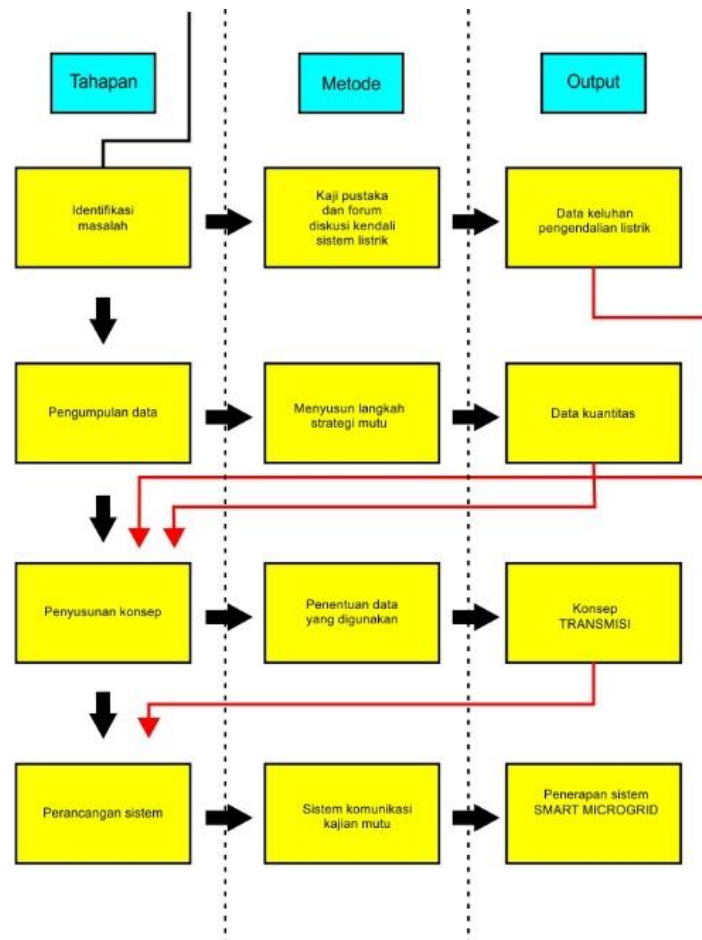 Tahapan
Metode
Output
Identifikasi
masalah
Kaji pustaka
dan forum
diskusi kendali
sistem listrik
Data keluhan
pengendalian listrik
Pengumpulan data
Menyusun langkah
strategi mutu
Data kuantitas
Penyusunan konsep
Penentuan data
yang digunakan
Konsep
TRANSMISI
Perancangan sistem
Sistem komunikasi
kajian mutu
Penerapan sistem
SMART MICROGRID